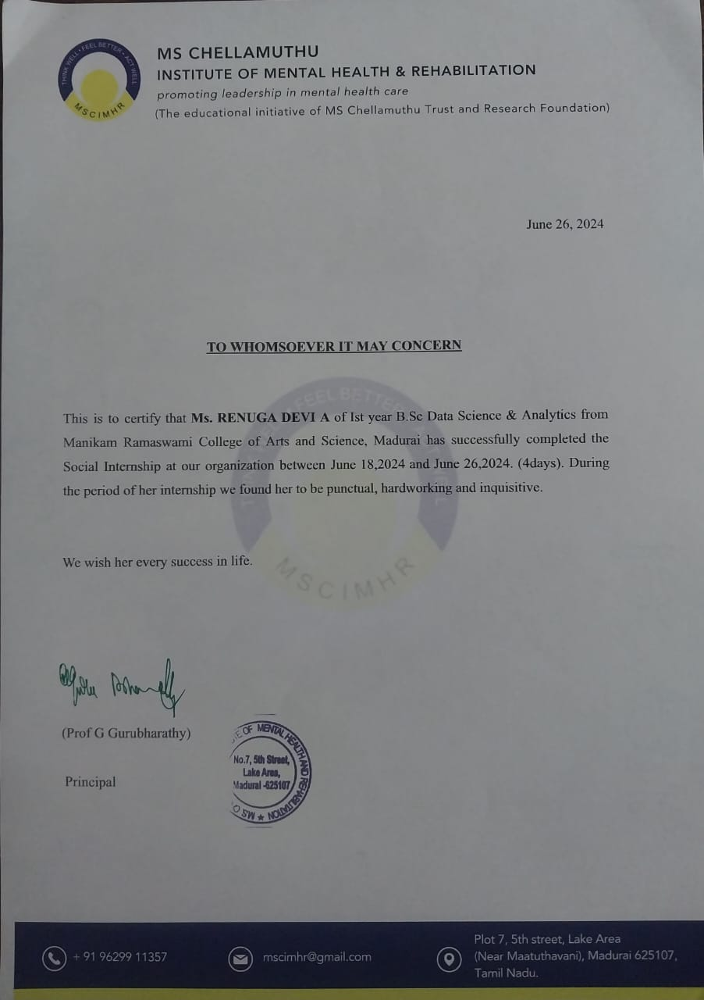 THINK WELL • FEEL BETTER • ACT WELL
MSCIMHR
MS CHELLAMUTHU
INSTITUTE OF MENTAL HEALTH & REHABILITATION
promoting leadership in mental health care
(The educational initiative of MS Chellamuthu Trust and Research Foundation)
June 26, 2024
TO WHOMSOEVER IT MAY CONCERN
This is to certify that Ms. RENUGA DEVI A of Ist year B.Sc Data Science & Analytics from
Manikam Ramaswami College of Arts and Science, Madurai has successfully completed the
Social Internship at our organization between June 18,2024 and June 26,2024. (4days). During
the period of her internship we found her to be punctual, hardworking and inquisitive.
We wish her every success in life.
FEEL BETTER
MSCIMHR
(Prof G Gurubharathy)
Principal
OF MENTAL HEALTH AND REHABILITATION ★ MS
No.7, 5th Street,
Lake Area,
Madurai -625107
+ 91 96299 11357
mscimhr@gmail.com
Plot 7, 5th street, Lake Area
(Near Maatuthavani), Madurai 625107,
Tamil Nadu.